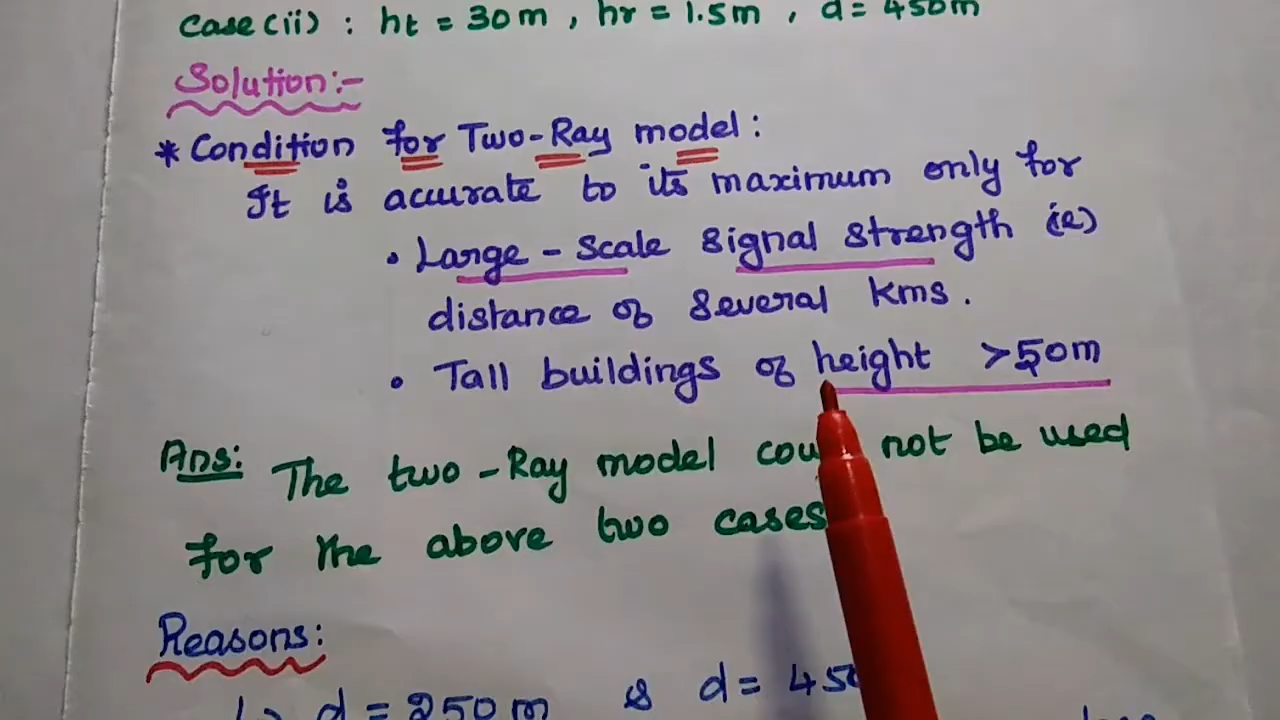 Case(ii) : ht = 30m , hr = 1.5m , d = 450m
Solution:-
* Condition for Two-Ray model:
It is accurate to its maximum only for
• Large - Scale signal strength (ie)
distance of several kms.
• Tall buildings of height >50m
Ans: The two-Ray model could not be used
for the above two cases
Reasons:
d = 250m & d = 450